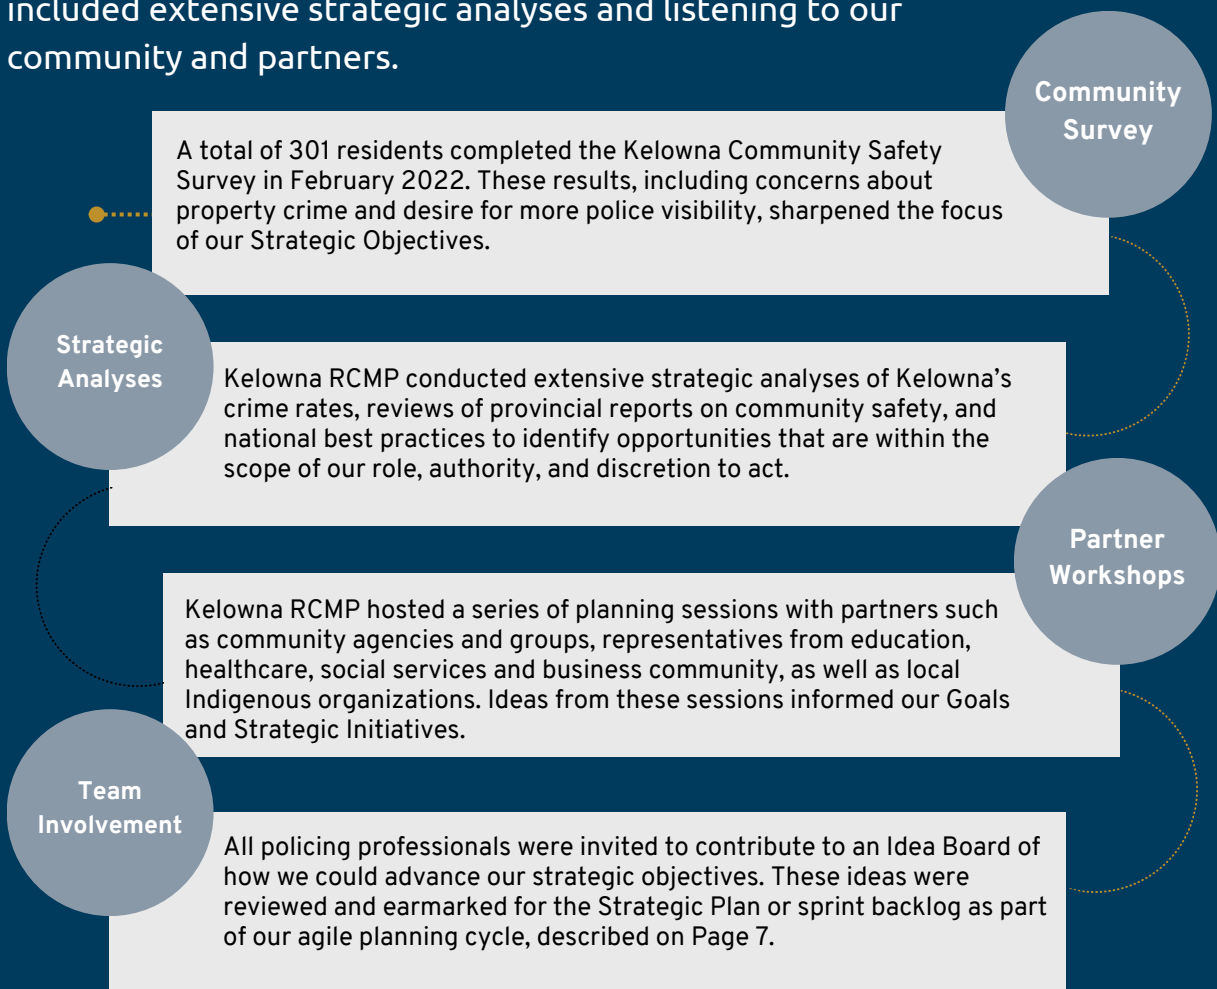 included extensive strategic analyses and listening to our
community and partners.
Community
Survey
A total of 301 residents completed the Kelowna Community Safety
Survey in February 2022. These results, including concerns about
property crime and desire for more police visibility, sharpened the focus
of our Strategic Objectives.
Strategic
Analyses
Kelowna RCMP conducted extensive strategic analyses of Kelowna’s
crime rates, reviews of provincial reports on community safety, and
national best practices to identify opportunities that are within the
scope of our role, authority, and discretion to act.
Partner
Workshops
Kelowna RCMP hosted a series of planning sessions with partners such
as community agencies and groups, representatives from education,
healthcare, social services and business community, as well as local
Indigenous organizations. Ideas from these sessions informed our Goals
and Strategic Initiatives.
Team
Involvement
All policing professionals were invited to contribute to an Idea Board of
how we could advance our strategic objectives. These ideas were
reviewed and earmarked for the Strategic Plan or sprint backlog as part
of our agile planning cycle, described on Page 7.